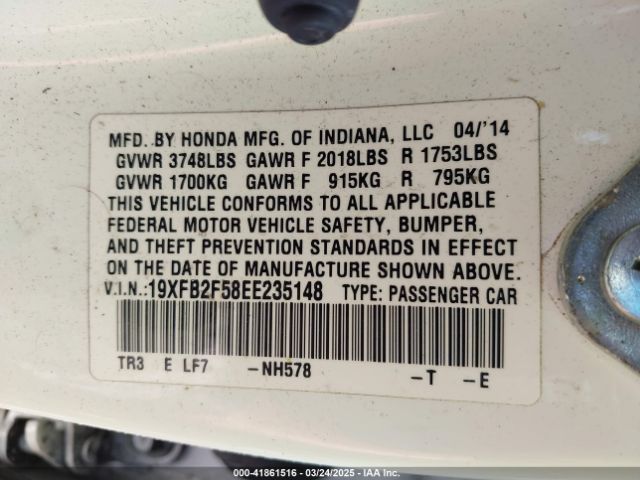 MFD. BY HONDA MFG. OF INDIANA, LLC 04/'14
GVWR 3748LBS GAWR F 2018LBS R 1753LBS
GVWR 1700KG GAWR F 915KG R 795KG
THIS VEHICLE CONFORMS TO ALL APPLICABLE
FEDERAL MOTOR VEHICLE SAFETY, BUMPER,
AND THEFT PREVENTION STANDARDS IN EFFECT
ON THE DATE OF MANUFACTURE SHOWN ABOVE.
V.I.N.:19XFB2F58EE235148 TYPE: PASSENGER CAR
TR3 E LF7 -NH578 -T -E
000-41861516 - 03/24/2025 - IAA Inc.